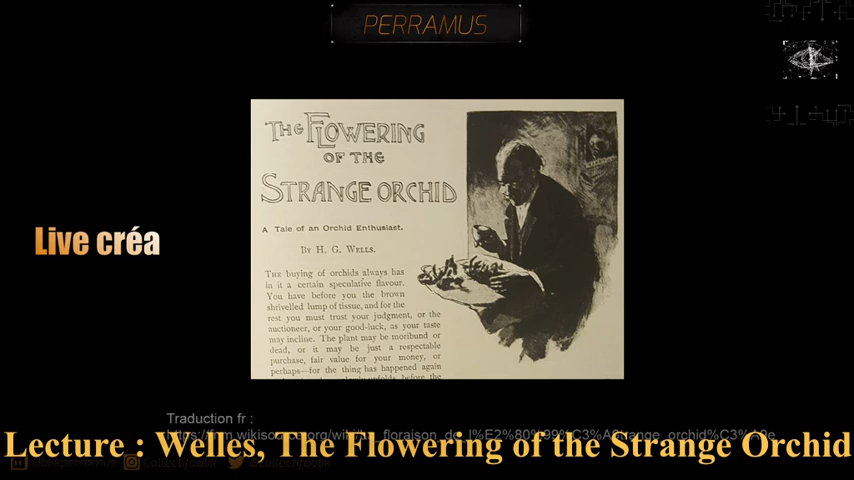 PERRAMUS
THE FLOWERING
OF THE
STRANGE ORCHID
A Tale of an Orchid Enthusiast.
By H. G. Wells.
Live créa
The buying of orchids always has
in it a certain speculative flavour.
You have before you the brown
shrivelled lump of tissue, and for the
rest you must trust your judgment, or the
auctioneer, or your good-luck, as your taste
may incline. The plant may be moribund or
dead, or it may be just a respectable
purchase, fair value for your money, or
perhaps—for the thing has happened again
before the
Traduction fr :
Lecture : Welles, The Flowering of the Strange Orchid